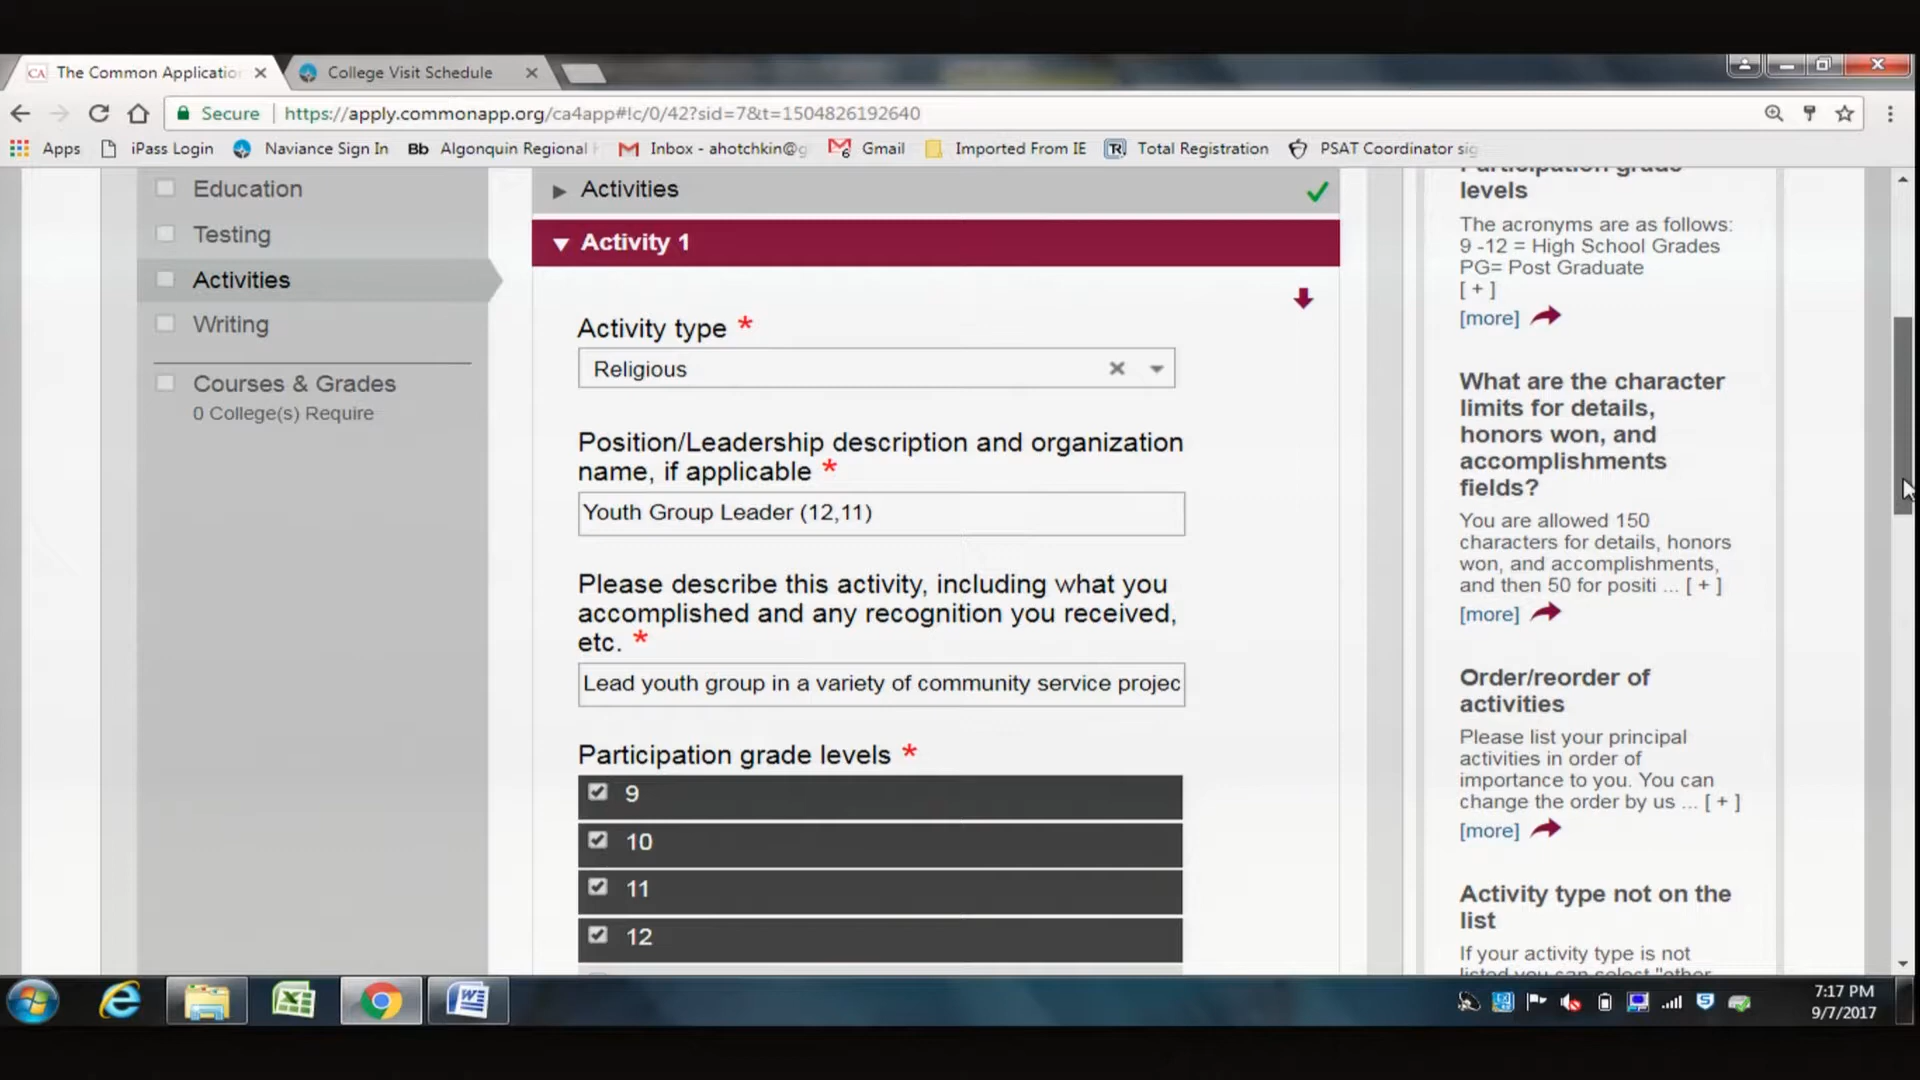 The Common Applicatio
College Visit Schedule
Secure
https://apply.commonapp.org/ca4app#!c/0/42?sid=7&t=1504826192640
Apps
iPass Login
Naviance Sign In
Bb Algonquin Regional
Inbox - ahotchkin@g
Gmail
Imported From IE
Total Registration
PSAT Coordinator sig
Education
Testing
Activities
Writing
Courses & Grades
0 College(s) Require
Activities
Activity 1
Activity type *
Religious
Position/Leadership description and organization
name, if applicable *
Youth Group Leader (12,11)
Please describe this activity, including what you
accomplished and any recognition you received,
etc. *
Lead youth group in a variety of community service projec
Participation grade levels *
9
10
11
12
Participation grade
levels
The acronyms are as follows:
9 -12 = High School Grades
PG= Post Graduate
[ + ]
[more]
What are the character
limits for details,
honors won, and
accomplishments
fields?
You are allowed 150
characters for details, honors
won, and accomplishments,
and then 50 for positi ... [ + ]
[more]
Order/reorder of
activities
Please list your principal
activities in order of
importance to you. You can
change the order by us ... [ + ]
[more]
Activity type not on the
list
If your activity type is not
listed you can select "other
7:17 PM
9/7/2017